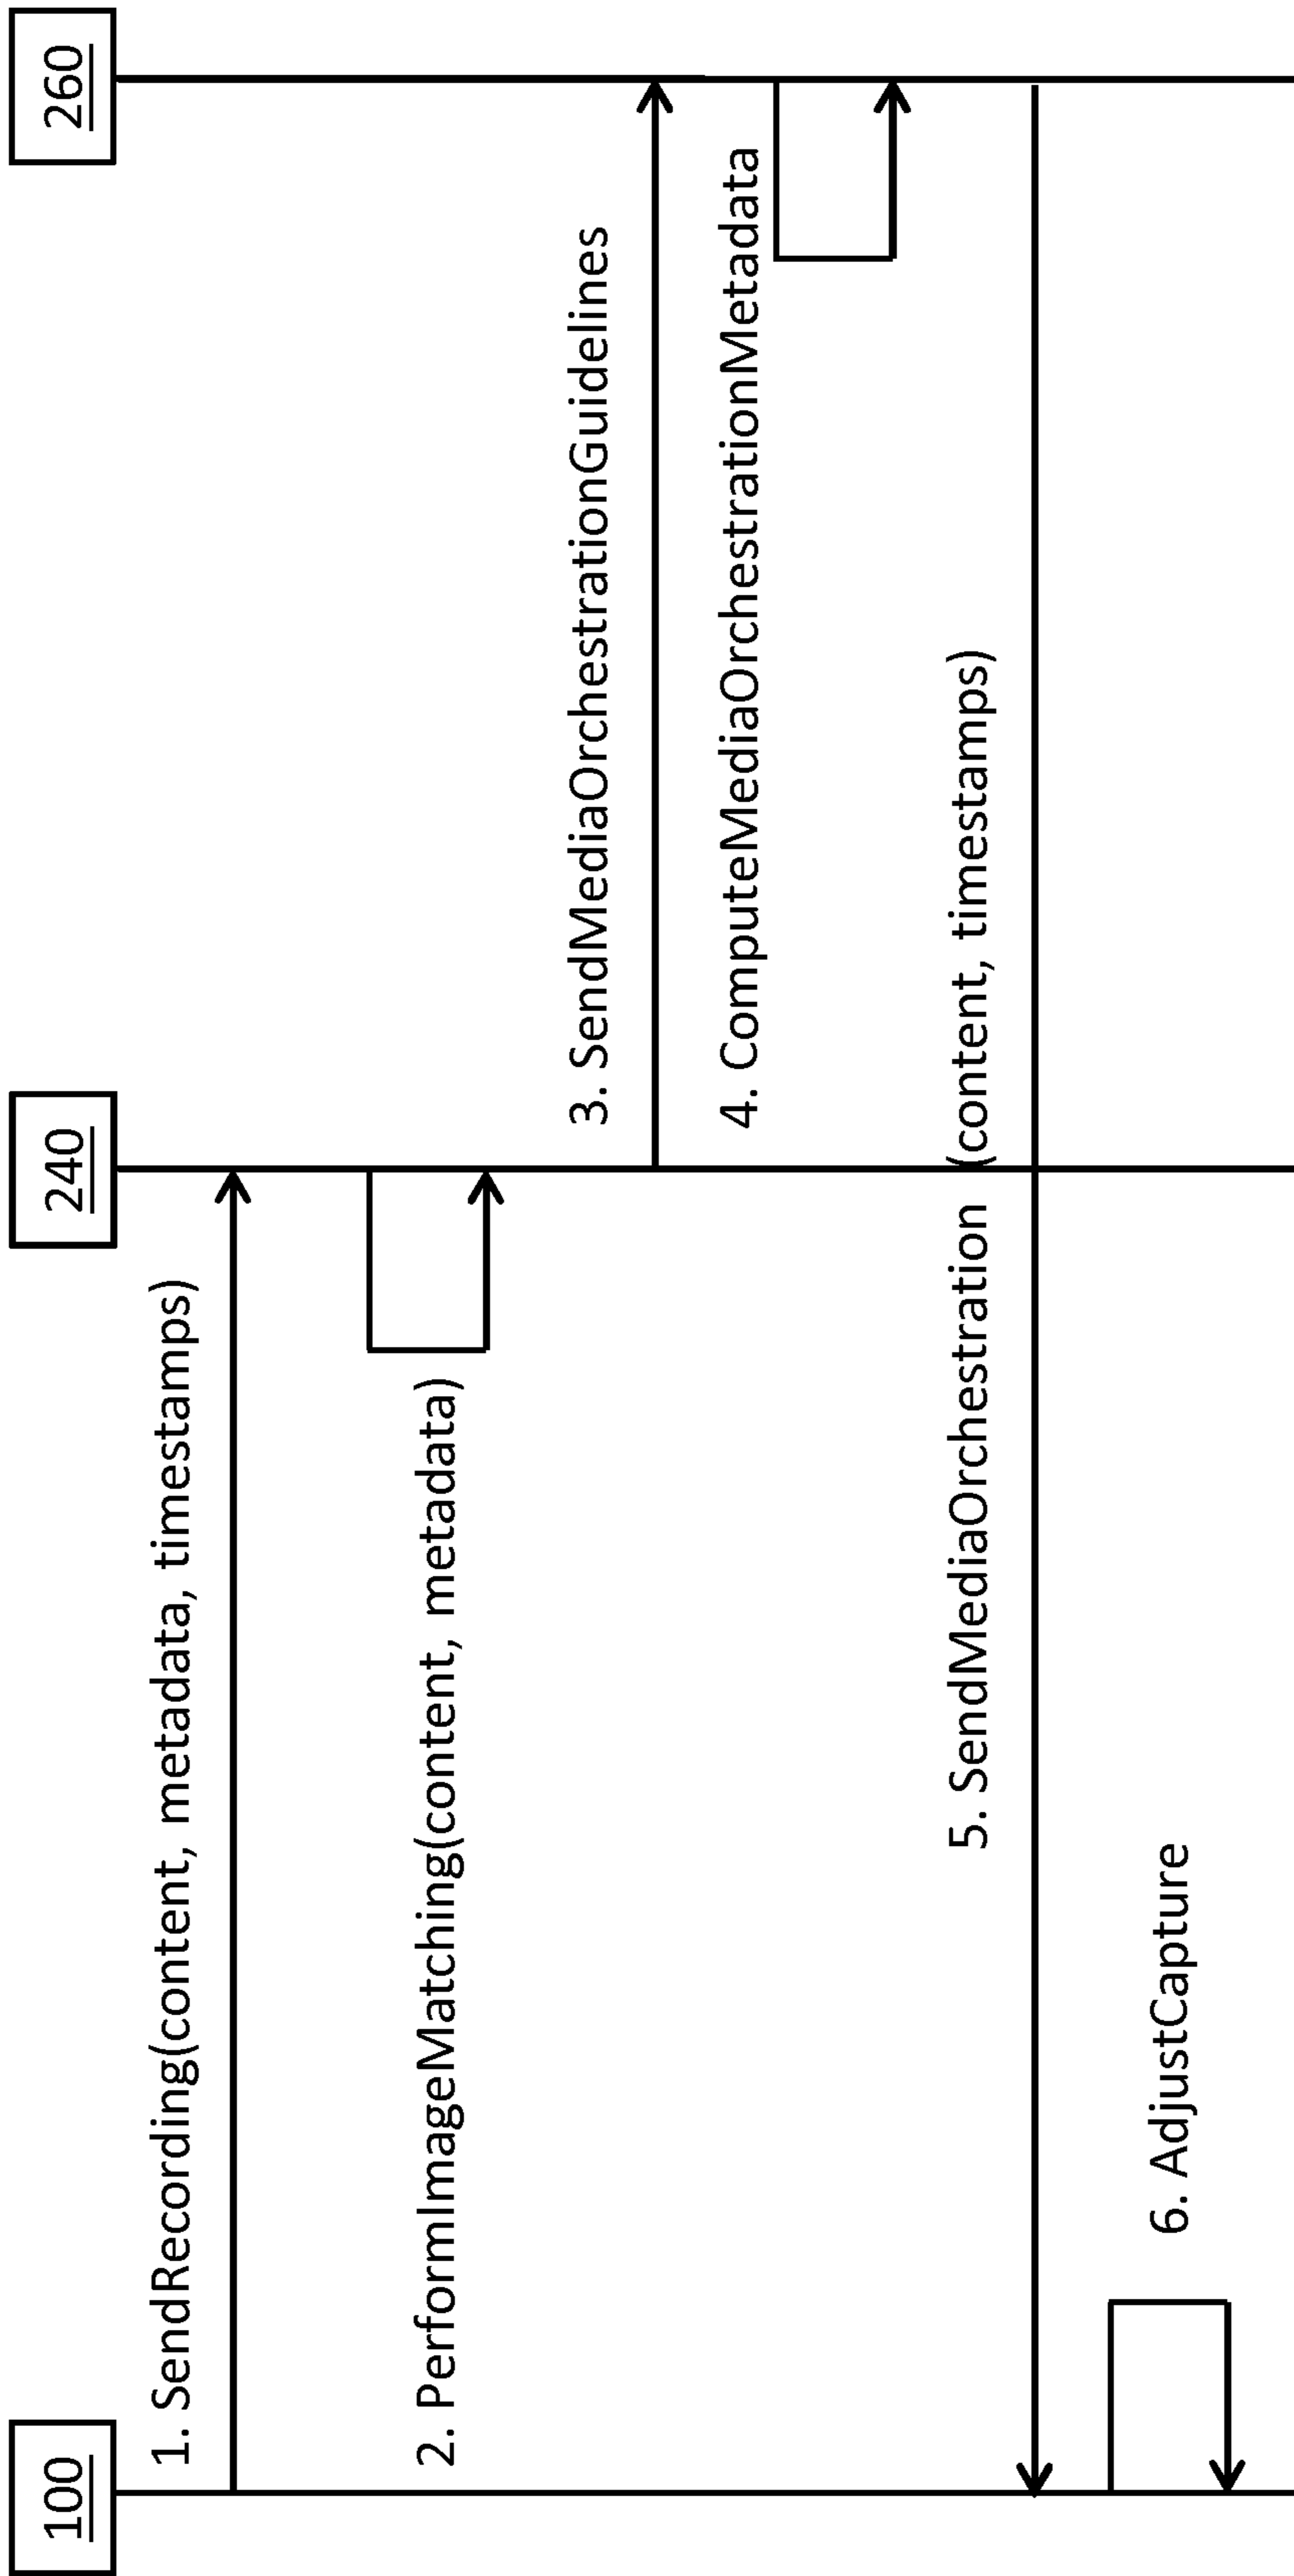 100
240
260
1. SendRecording(content, metadata, timestamps)
2. PerformImageMatching(content, metadata)
3. SendMediaOrchestrationGuidelines
4. ComputeMediaOrchestrationMetadata
5. SendMediaOrchestration (content, timestamps)
6. AdjustCapture